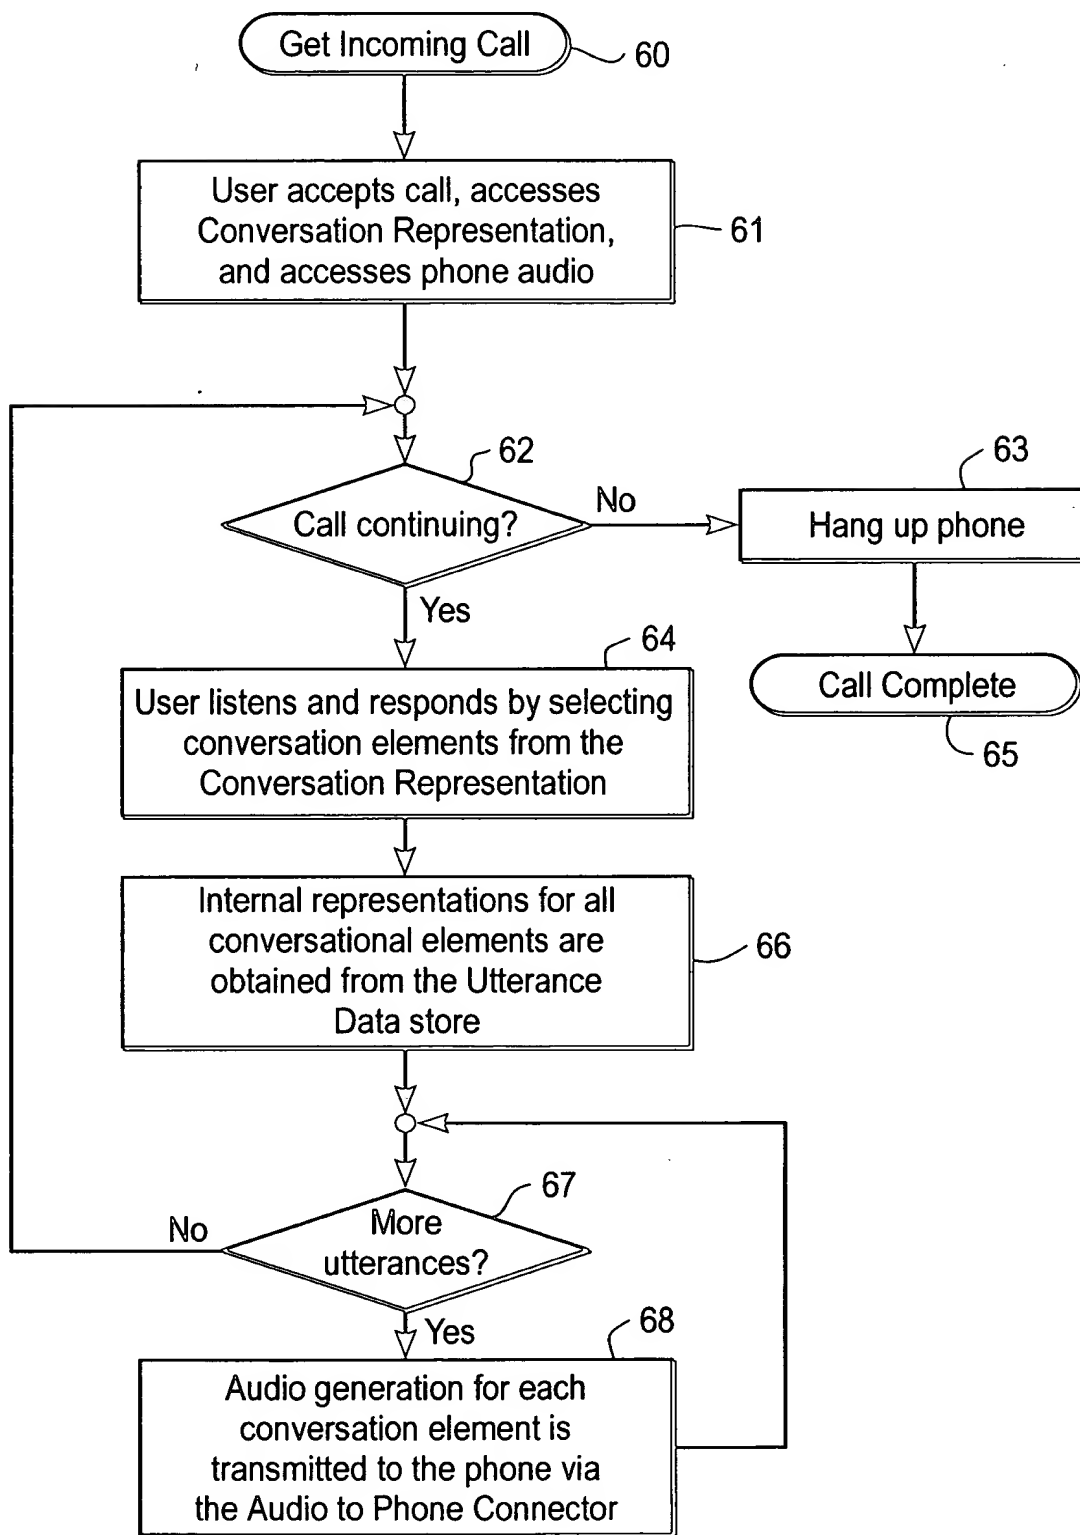 Get Incoming Call
60
User accepts call, accesses
Conversation Representation,
and accesses phone audio
61
62
Call continuing?
No
63
Hang up phone
Yes
Call Complete
65
64
User listens and responds by selecting
conversation elements from the
Conversation Representation
Internal representations for all
conversational elements are
obtained from the Utterance
Data store
66
67
More
utterances?
No
Yes
68
Audio generation for each
conversation element is
transmitted to the phone via
the Audio to Phone Connector